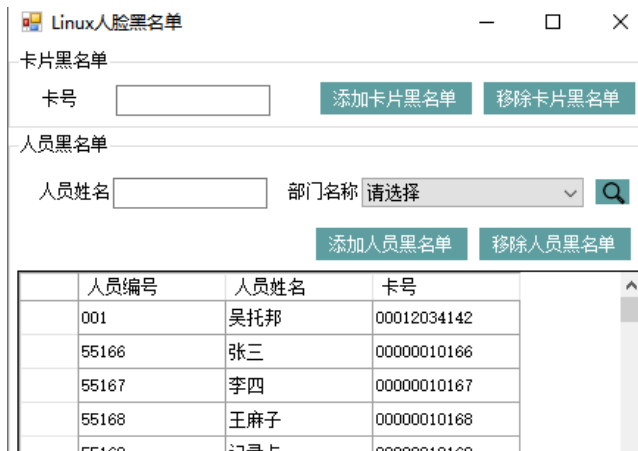 Linux人脸黑名单
卡片黑名单
卡号 添加卡片黑名单 移除卡片黑名单
人员黑名单
人员姓名 部门名称 请选择
添加人员黑名单 移除人员黑名单
人员编号 人员姓名 卡号
001 吴托邦 00012034142
55166 张三 00000010166
55167 李四 00000010167
55168 王麻子 00000010168